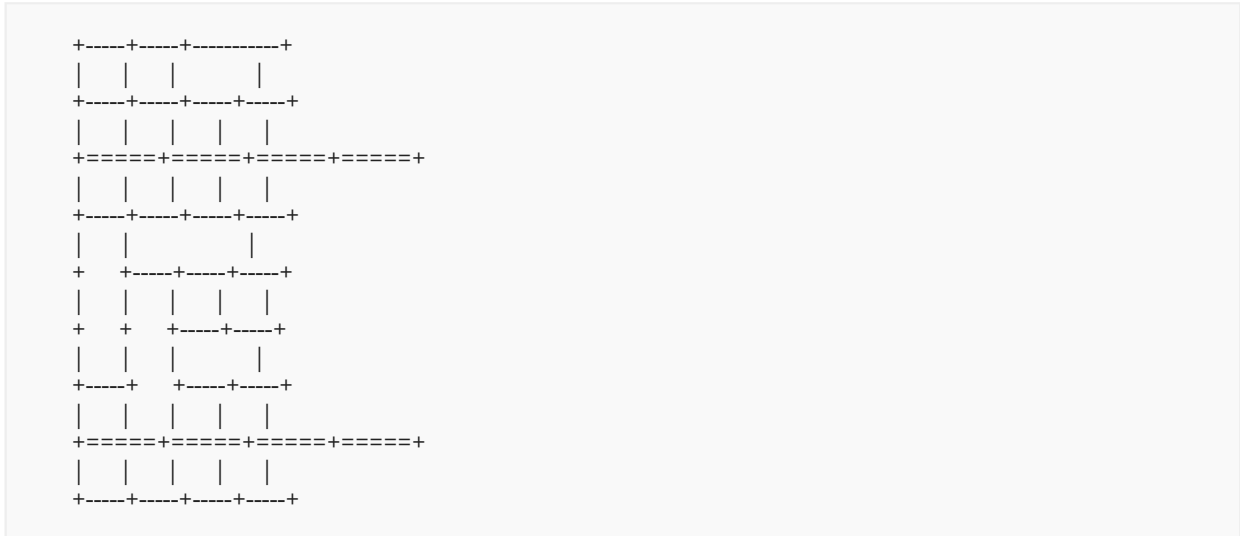 +-----+-----+-----------+
|     |     |           |
+-----+-----+-----+-----+
|     |     |     |     |
+=====+=====+=====+=====+
|     |     |     |     |
+-----+-----+-----+-----+
|     |                 |
+     +-----+-----+-----+
|     |     |     |     |
+     +     +-----+-----+
|     |     |           |
+-----+     +-----+-----+
|     |     |     |     |
+=====+=====+=====+=====+
|     |     |     |     |
+-----+-----+-----+-----+